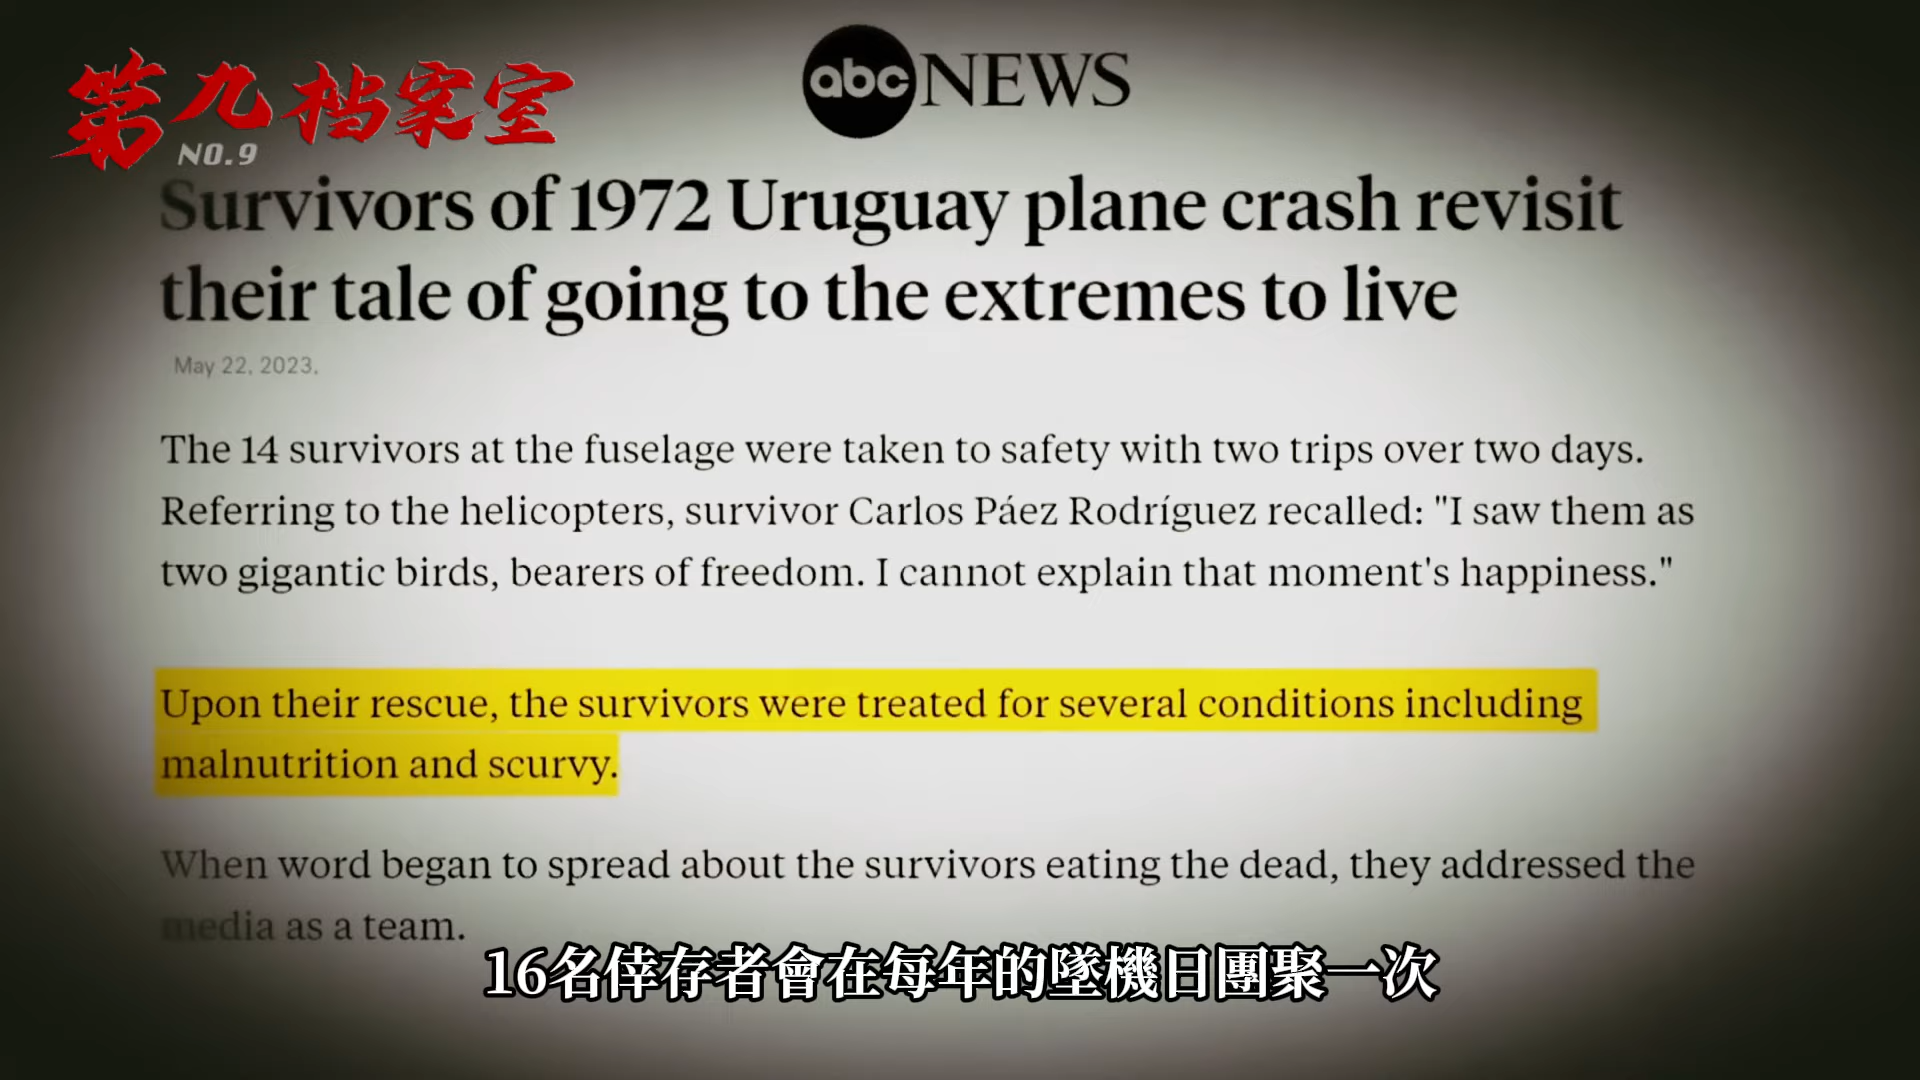 第九档案室
NO.9
abc NEWS
Survivors of 1972 Uruguay plane crash revisit
their tale of going to the extremes to live
May 22, 2023,
The 14 survivors at the fuselage were taken to safety with two trips over two days.
Referring to the helicopters, survivor Carlos Páez Rodríguez recalled: "I saw them as
two gigantic birds, bearers of freedom. I cannot explain that moment's happiness."
Upon their rescue, the survivors were treated for several conditions including
malnutrition and scurvy.
When word began to spread about the survivors eating the dead, they addressed the
media as a team.
16名倖存者會在每年的墜機日團聚一次